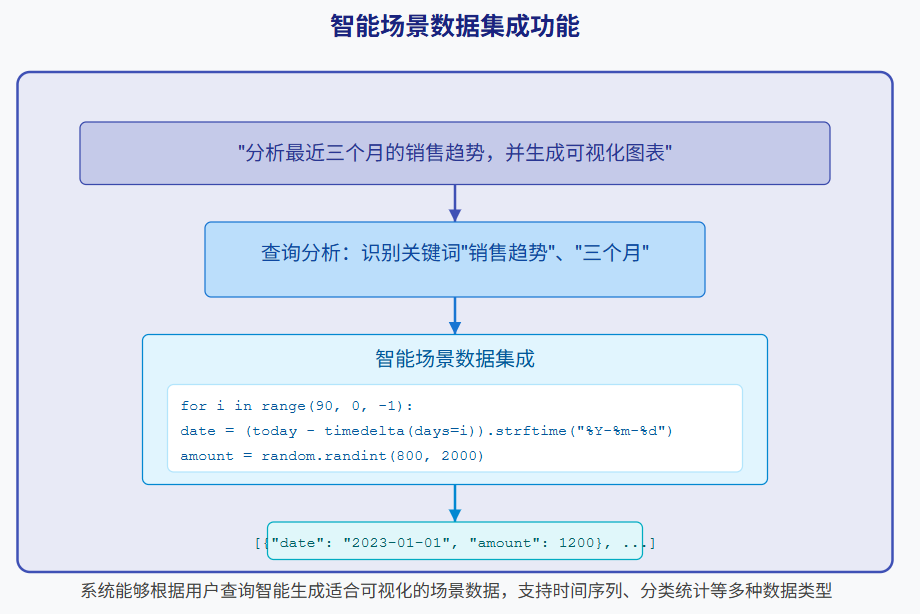 智能场景数据集成功能
"分析最近三个月的销售趋势，并生成可视化图表"
查询分析：识别关键词"销售趋势"、"三个月"
智能场景数据集成
for i in range(90, 0, -1):
date = (today - timedelta(days=i)).strftime("%Y-%m-%d")
amount = random.randint(800, 2000)
[{"date": "2023-01-01", "amount": 1200}, ...]
系统能够根据用户查询智能生成适合可视化的场景数据，支持时间序列、分类统计等多种数据类型